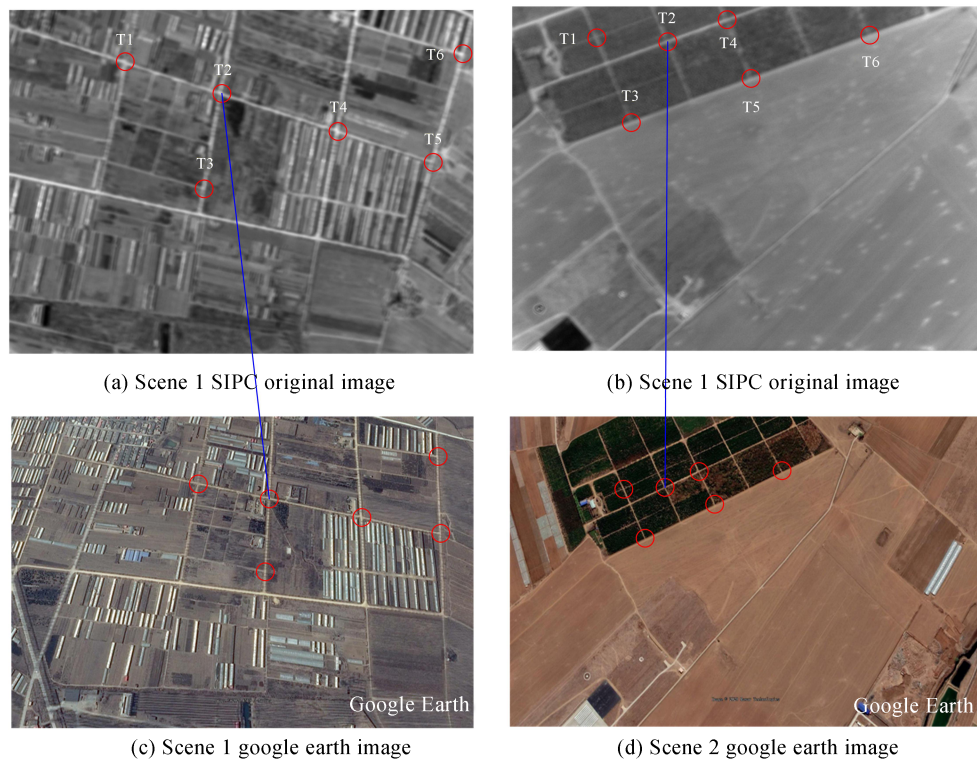 T1
T2
T6
T4
T5
T3
T2
T4
T1
T6
T5
T3
(a) Scene 1 SIPC original image
(b) Scene 1 SIPC original image
Google Earth
Google Earth
(c) Scene 1 google earth image
(d) Scene 2 google earth image